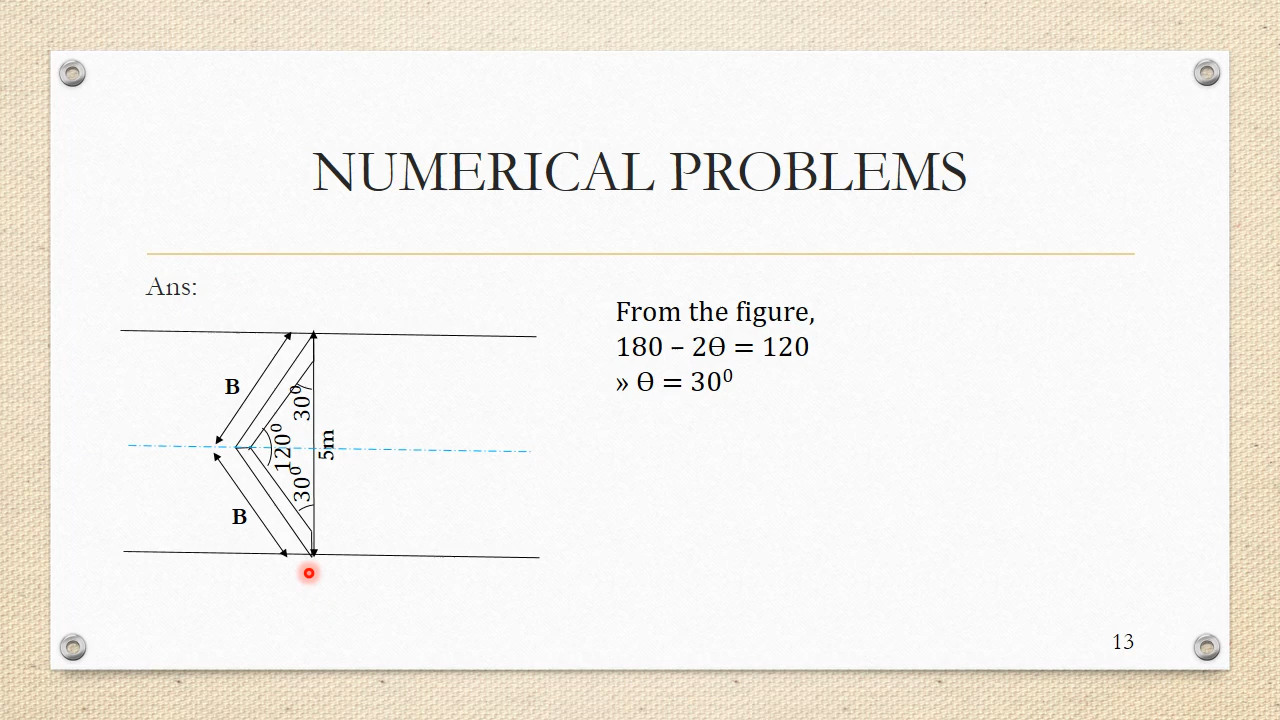 NUMERICAL PROBLEMS
Ans:
From the figure,
180 – 2ϴ = 120
» ϴ = 30⁰
B
30⁰
120⁰
5m
30⁰
B
13